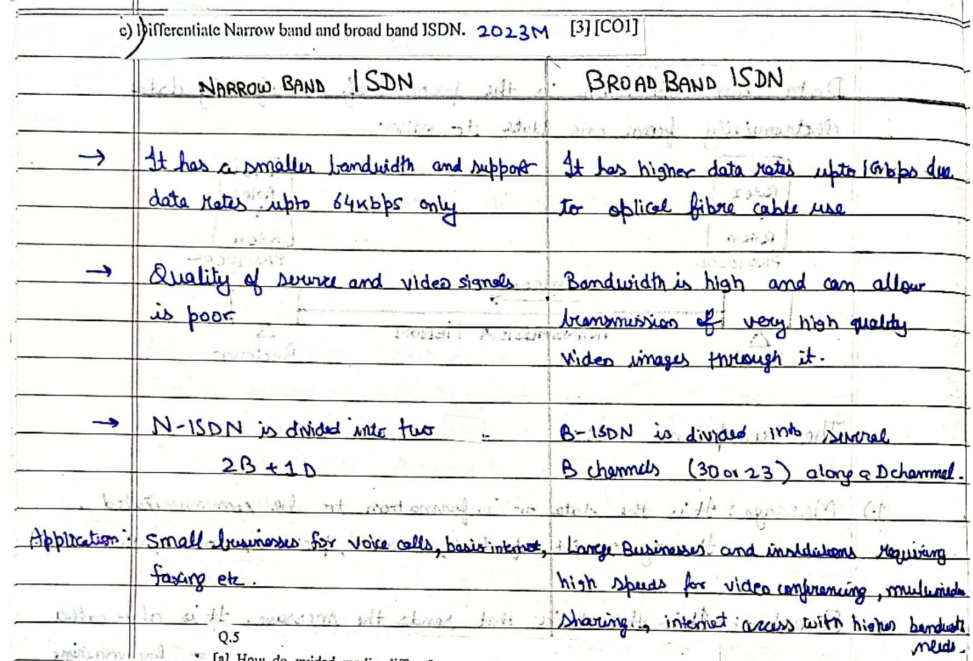 c) Differentiate Narrow band and broad band ISDN. 2023M [3] [CO1]
NARROW BAND ISDN
BROAD BAND ISDN
→ It has a smaller bandwidth and support
data rates upto 64kbps only
It has higher data rates upto 1Gbbps due
to optical fibre cable use
→ Quality of service and video signals
is poor
Bandwidth is high and can allow
transmission of very high quality
video images through it.
→ N-ISDN is divided into two
2B + 1D
B-ISDN is divided into several
B channels (30 or 23) along a D channel.
Application: Small businesses for voice calls, basic internet,
faxing etc.
Large Businesses and institutions requiring
high speeds for video conferencing, multimedia
sharing, internet access with higher bandwidth
needs.
Q.5
[a] How do guided